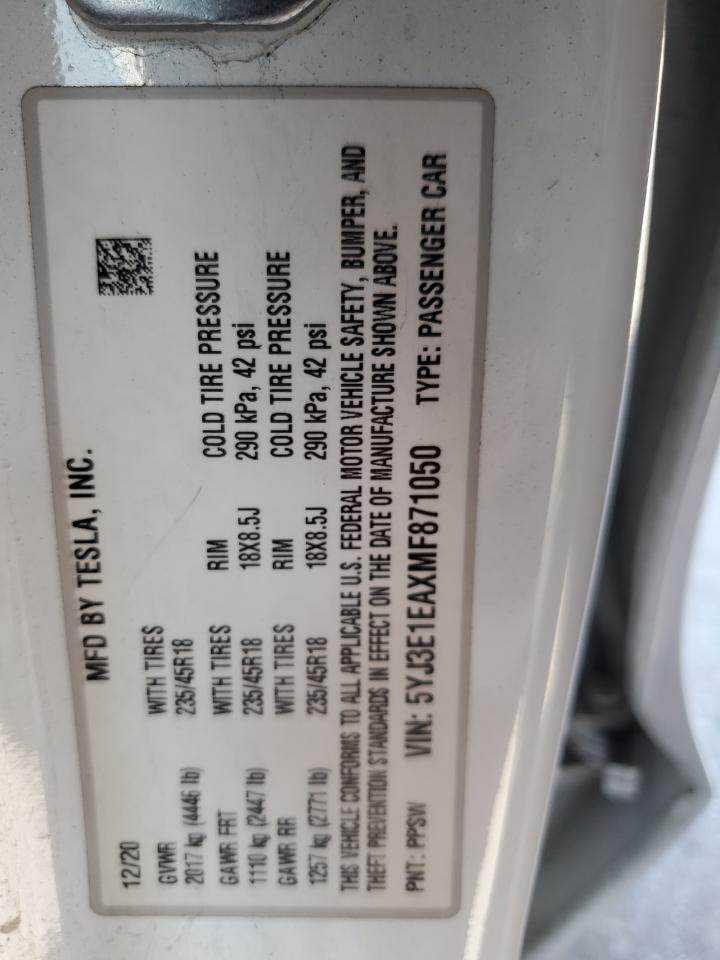 MFD BY TESLA, INC.
12/20
GVWR
2017 kg (4446 lb) WITH TIRES 235/45R18
GAWR FRT WITH TIRES RIM COLD TIRE PRESSURE
1110 kg (2447 lb) 235/45R18 18X8.5J 290 kPa, 42 psi
GAWR RR WITH TIRES RIM COLD TIRE PRESSURE
1257 kg (2771 lb) 235/45R18 18X8.5J 290 kPa, 42 psi
THIS VEHICLE CONFORMS TO ALL APPLICABLE U.S. FEDERAL MOTOR VEHICLE SAFETY, BUMPER, AND
THEFT PREVENTION STANDARDS IN EFFECT ON THE DATE OF MANUFACTURE SHOWN ABOVE.
PNT: PPSW VIN: 5YJ3E1EAXMF871050 TYPE: PASSENGER CAR